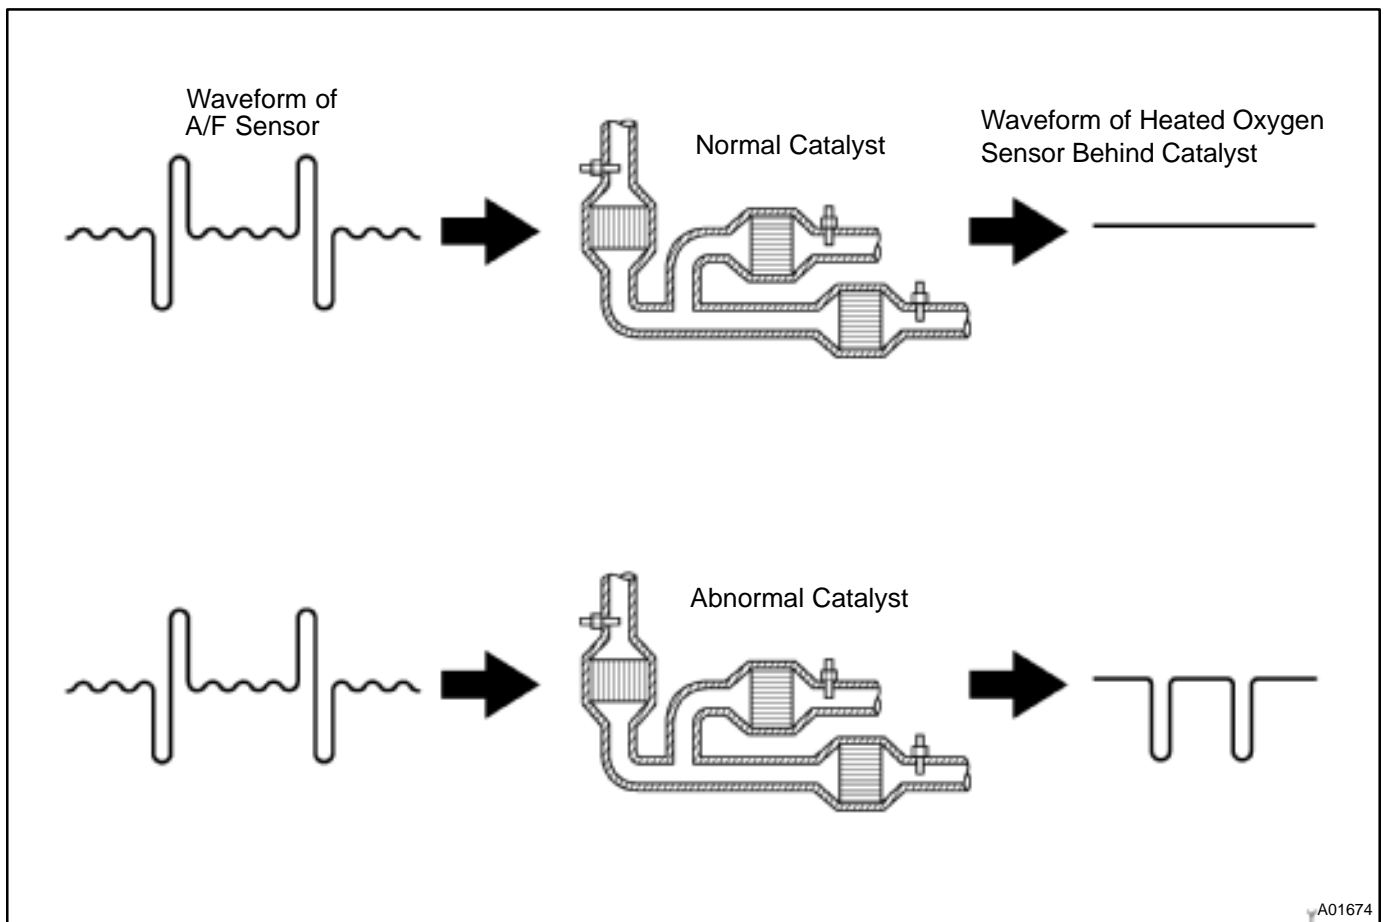 Waveform of
A/F Sensor
Normal Catalyst
Waveform of Heated Oxygen
Sensor Behind Catalyst
Abnormal Catalyst
A01674